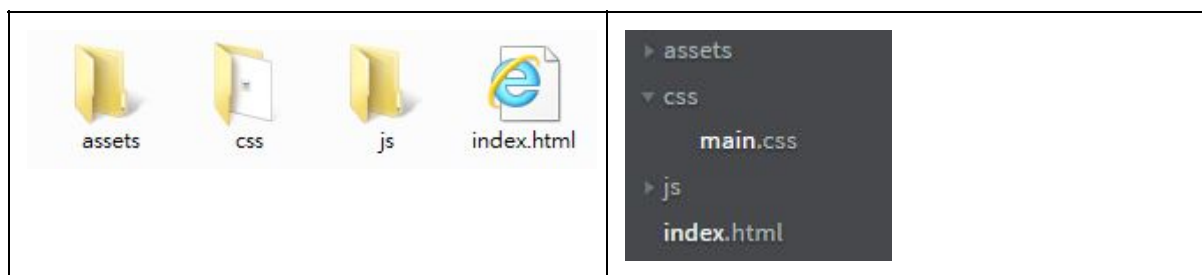 assets css js index.html
assets
css
main.css
js
index.html